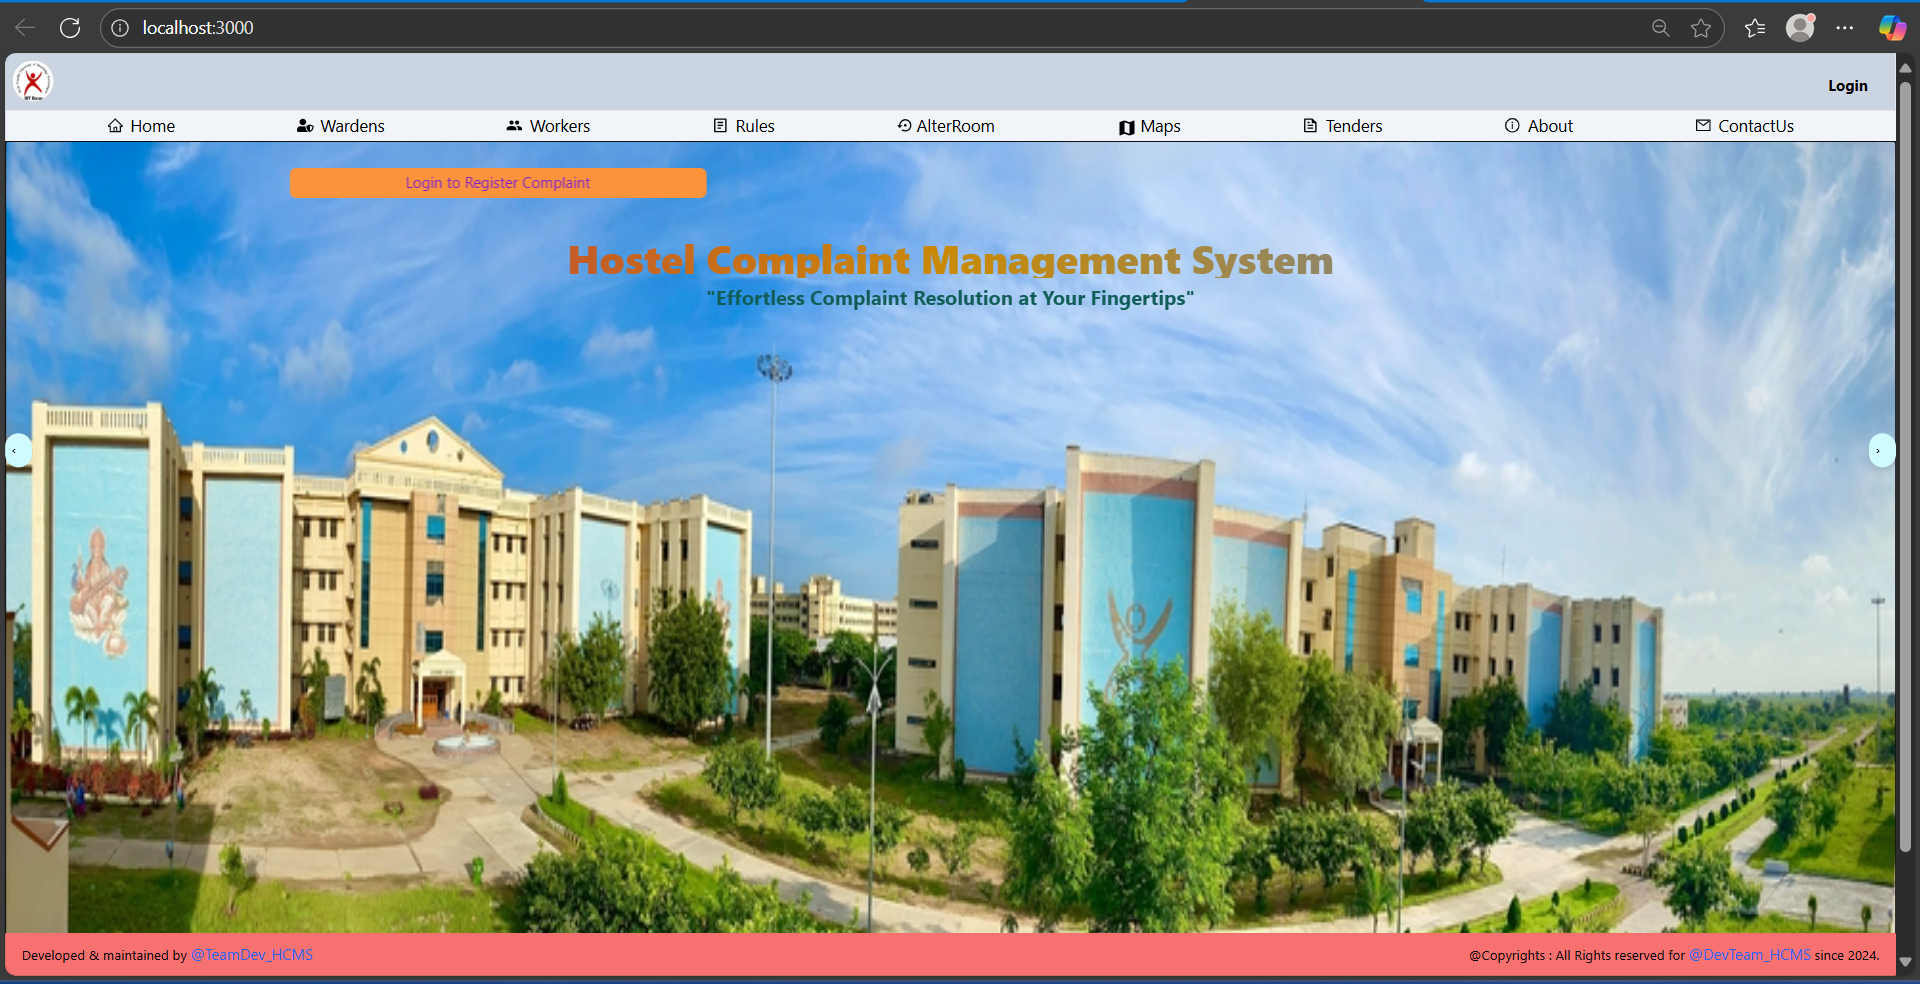 localhost:3000
Login
Home Wardens Workers Rules AlterRoom Maps Tenders About ContactUs
Login to Register Complaint
Hostel Complaint Management System
"Effortless Complaint Resolution at Your Fingertips"
‹ ›
Developed & maintained by @TeamDev_HCMS @Copyrights : All Rights reserved for @DevTeam_HCMS since 2024.